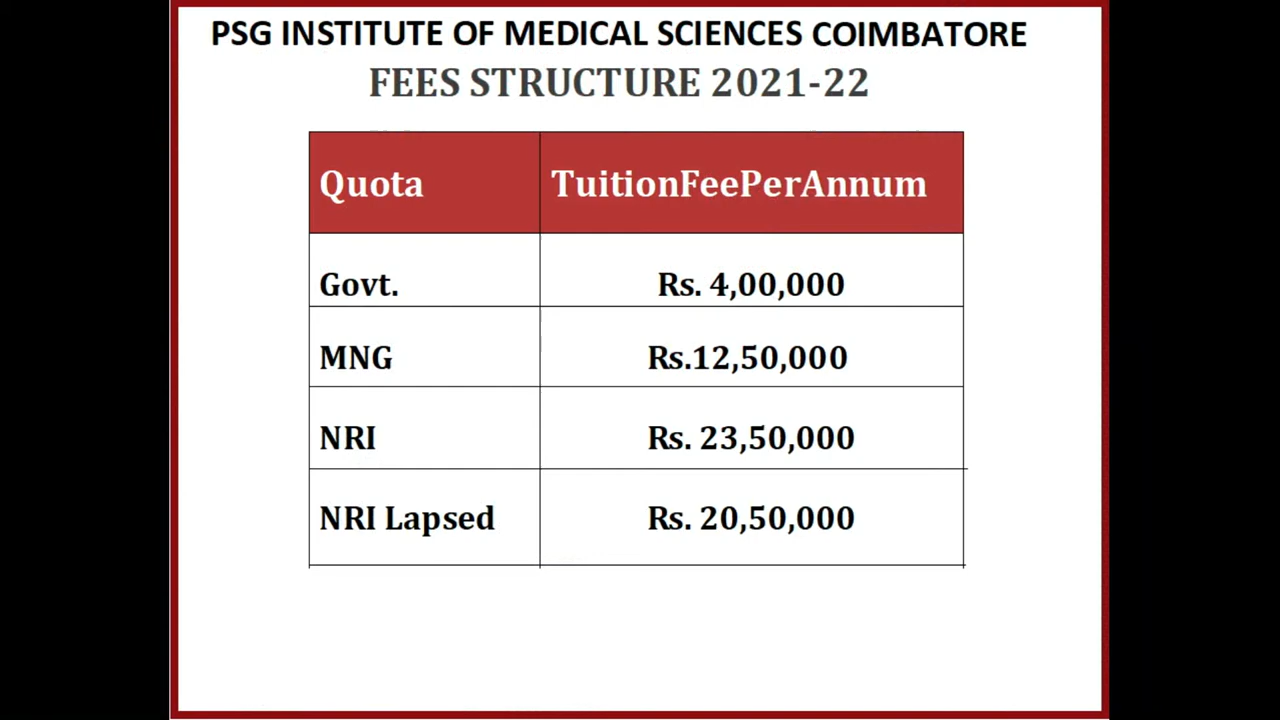 PSG INSTITUTE OF MEDICAL SCIENCES COIMBATORE
FEES STRUCTURE 2021-22
Quota TuitionFeePerAnnum
Govt. Rs. 4,00,000
MNG Rs.12,50,000
NRI Rs. 23,50,000
NRI Lapsed Rs. 20,50,000